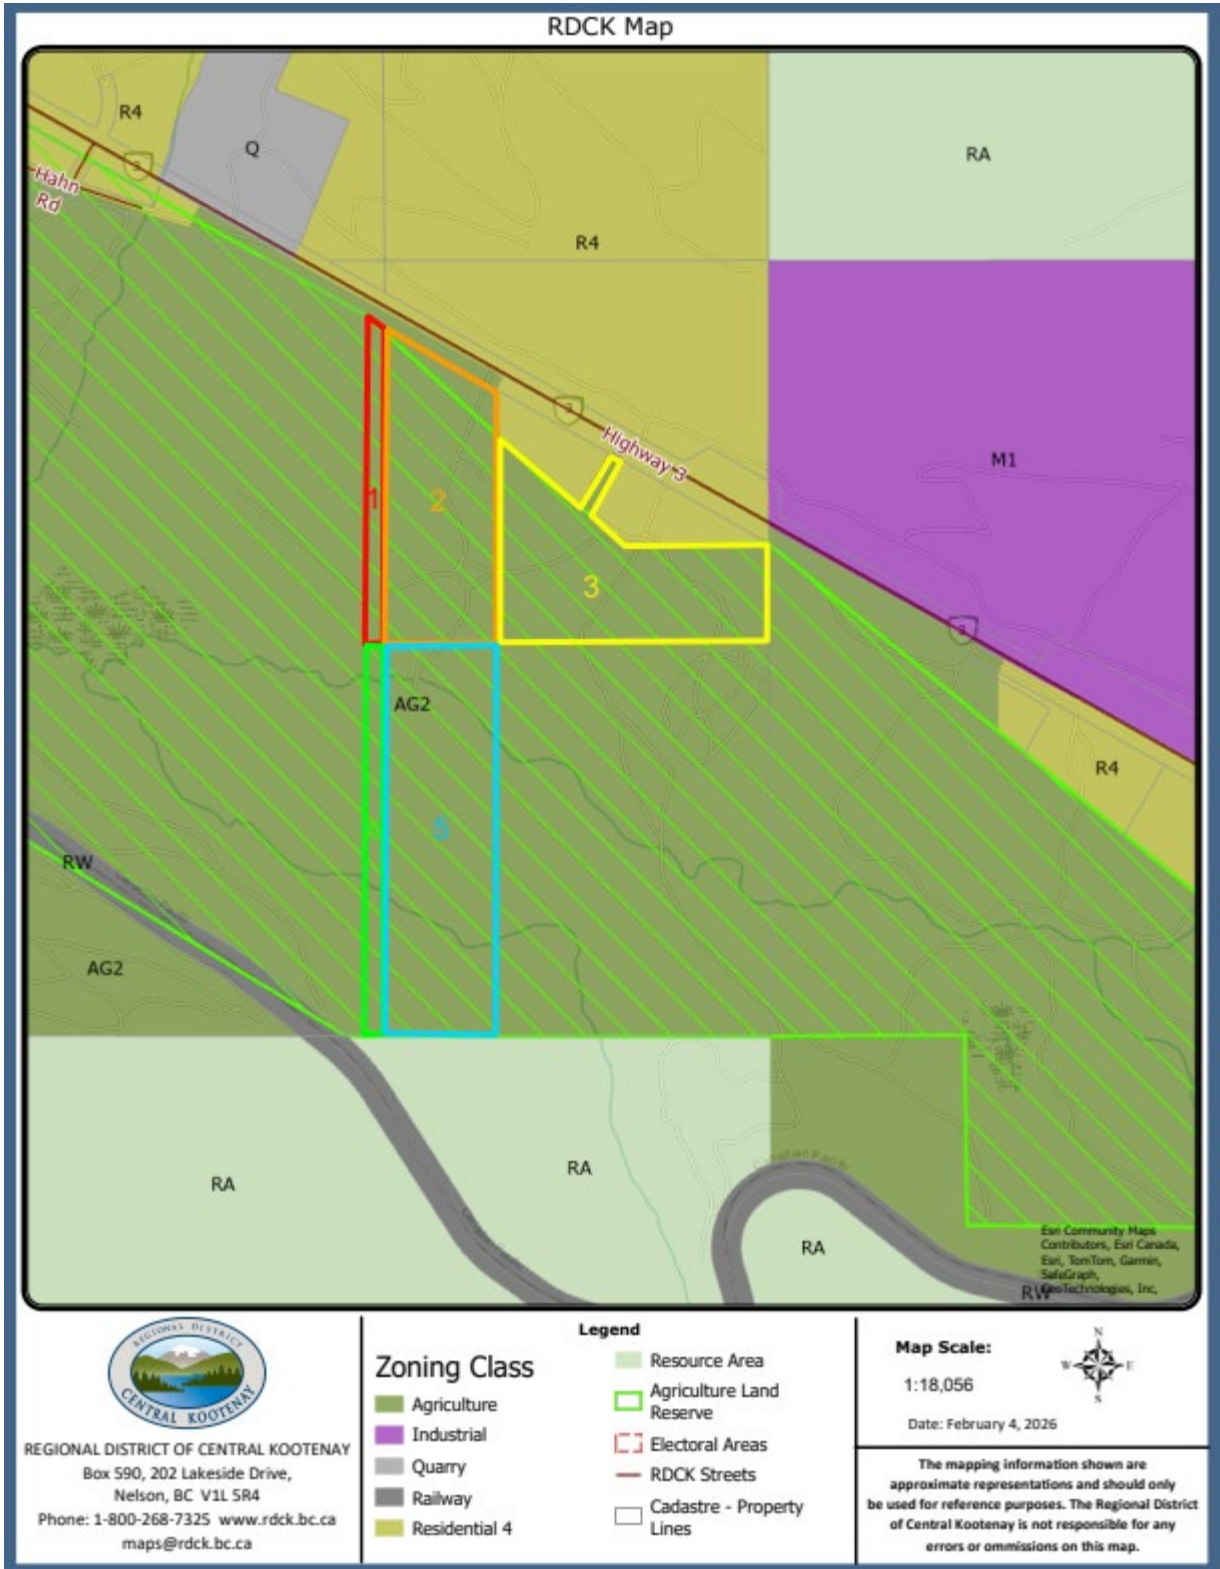 RDCK Map
R4
Q
RA
3
Hahn
Rd
R4
3
Highway 3
M1
1
2
3
3
AG2
R4
5
RW
AG2
RA
RA
Canadian Pacific
RA
Esri Community Maps
Contributors, Esri Canada,
Esri, TomTom, Garmin,
SafeGraph,
GeoTechnologies, Inc,
RW
REGIONAL DISTRICT
CENTRAL KOOTENAY
REGIONAL DISTRICT OF CENTRAL KOOTENAY
Box 590, 202 Lakeside Drive,
Nelson, BC V1L 5R4
Phone: 1-800-268-7325 www.rdck.bc.ca
maps@rdck.bc.ca
Legend
Zoning Class
Agriculture
Industrial
Quarry
Railway
Residential 4
Resource Area
Agriculture Land
Reserve
Electoral Areas
RDCK Streets
Cadastre - Property
Lines
Map Scale:
1:18,056
N
W E
S
Date: February 4, 2026
The mapping information shown are
approximate representations and should only
be used for reference purposes. The Regional District
of Central Kootenay is not responsible for any
errors or ommissions on this map.